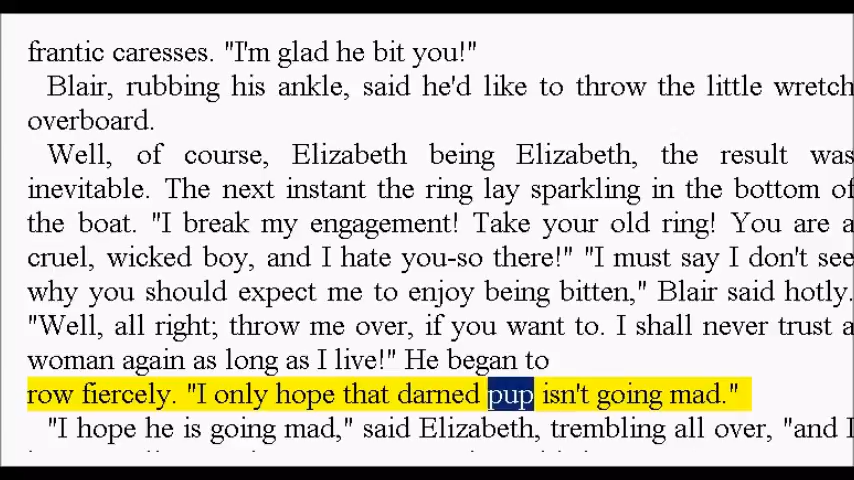 frantic caresses. "I'm glad he bit you!"
Blair, rubbing his ankle, said he'd like to throw the little wretch
overboard.
Well, of course, Elizabeth being Elizabeth, the result was
inevitable. The next instant the ring lay sparkling in the bottom of
the boat. "I break my engagement! Take your old ring! You are a
cruel, wicked boy, and I hate you-so there!" "I must say I don't see
why you should expect me to enjoy being bitten," Blair said hotly.
"Well, all right; throw me over, if you want to. I shall never trust a
woman again as long as I live!" He began to
row fiercely. "I only hope that darned pup isn't going mad."
"I hope he is going mad," said Elizabeth, trembling all over, "and I